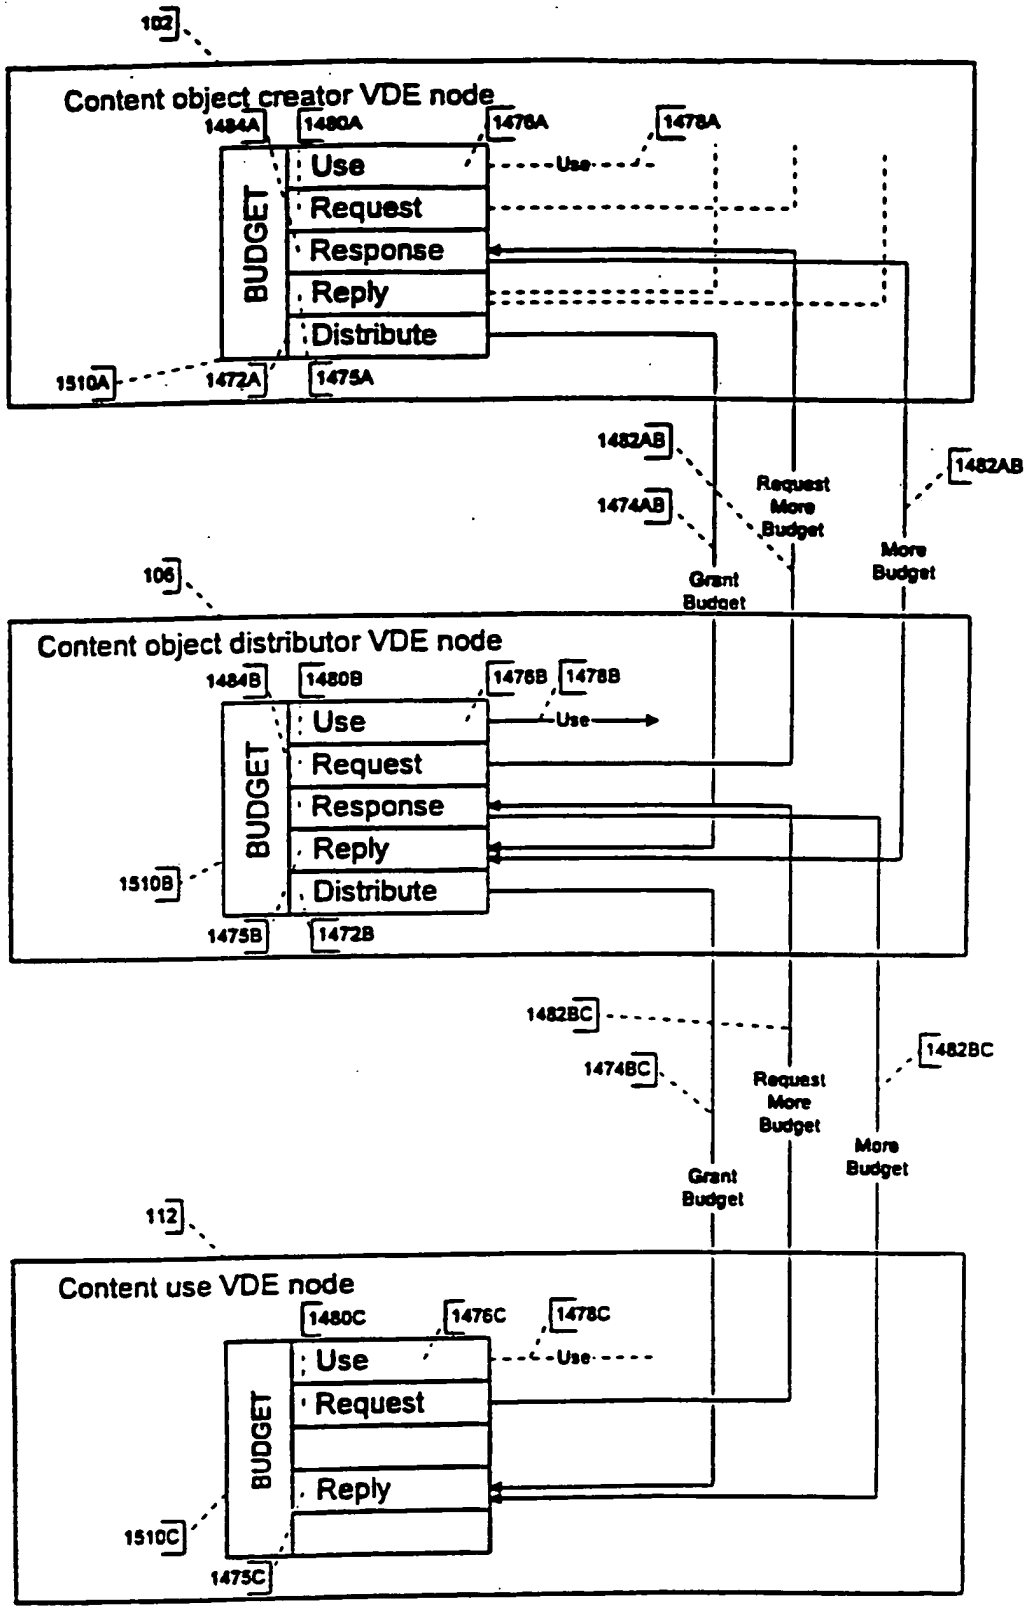 102
Content object creator VDE node
1484A
1480A
1476A
1478A
BUDGET
Use
Use
Request
Response
Reply
Distribute
1510A
1472A
1475A
1482AB
1482AB
1474AB
Request
More
Budget
More
Budget
Grant
Budget
106
Content object distributor VDE node
1484B
1480B
1476B
1478B
BUDGET
Use
Use
Request
Response
Reply
Distribute
1510B
1475B
1472B
1482BC
1482BC
1474BC
Request
More
Budget
More
Budget
Grant
Budget
112
Content use VDE node
1480C
1476C
1478C
BUDGET
Use
Use
Request
Reply
1510C
1475C